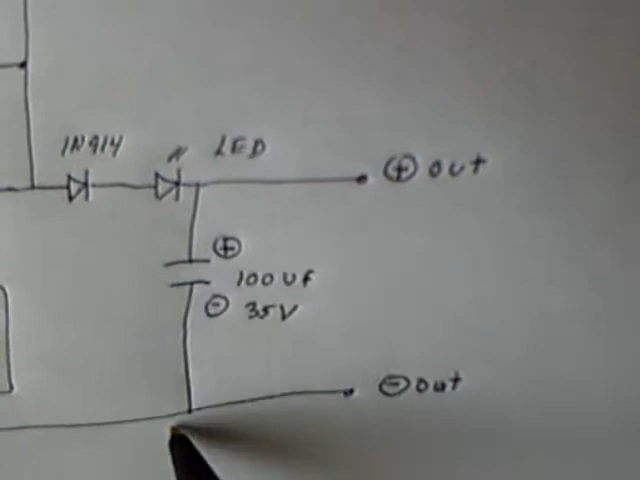 1N914
LED
⊕ out
⊕
100 UF
⊖ 35V
⊖ out